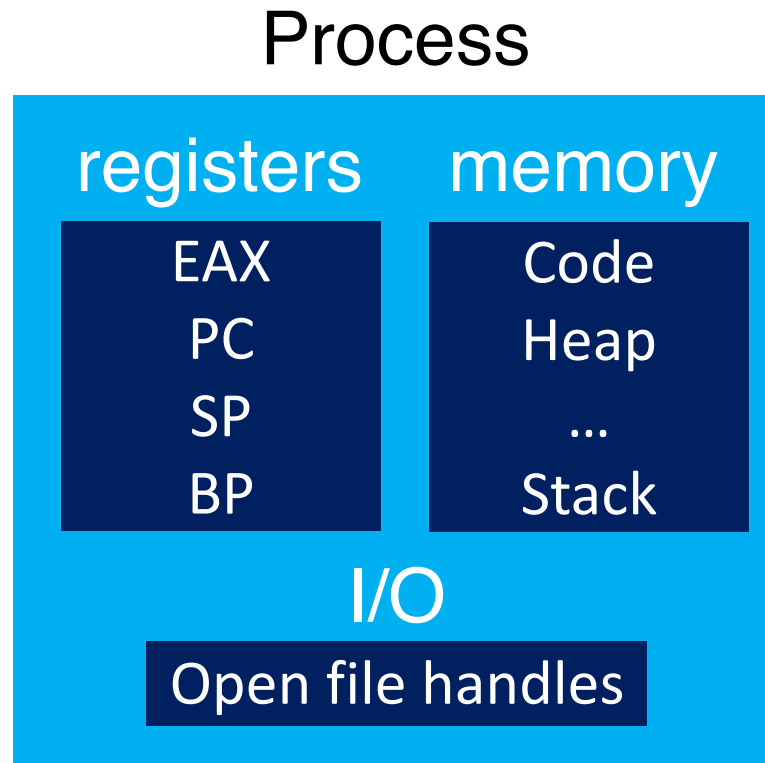 Process
registers
EAX
PC
SP
BP
memory
Code
Heap
...
Stack
I/O
Open file handles